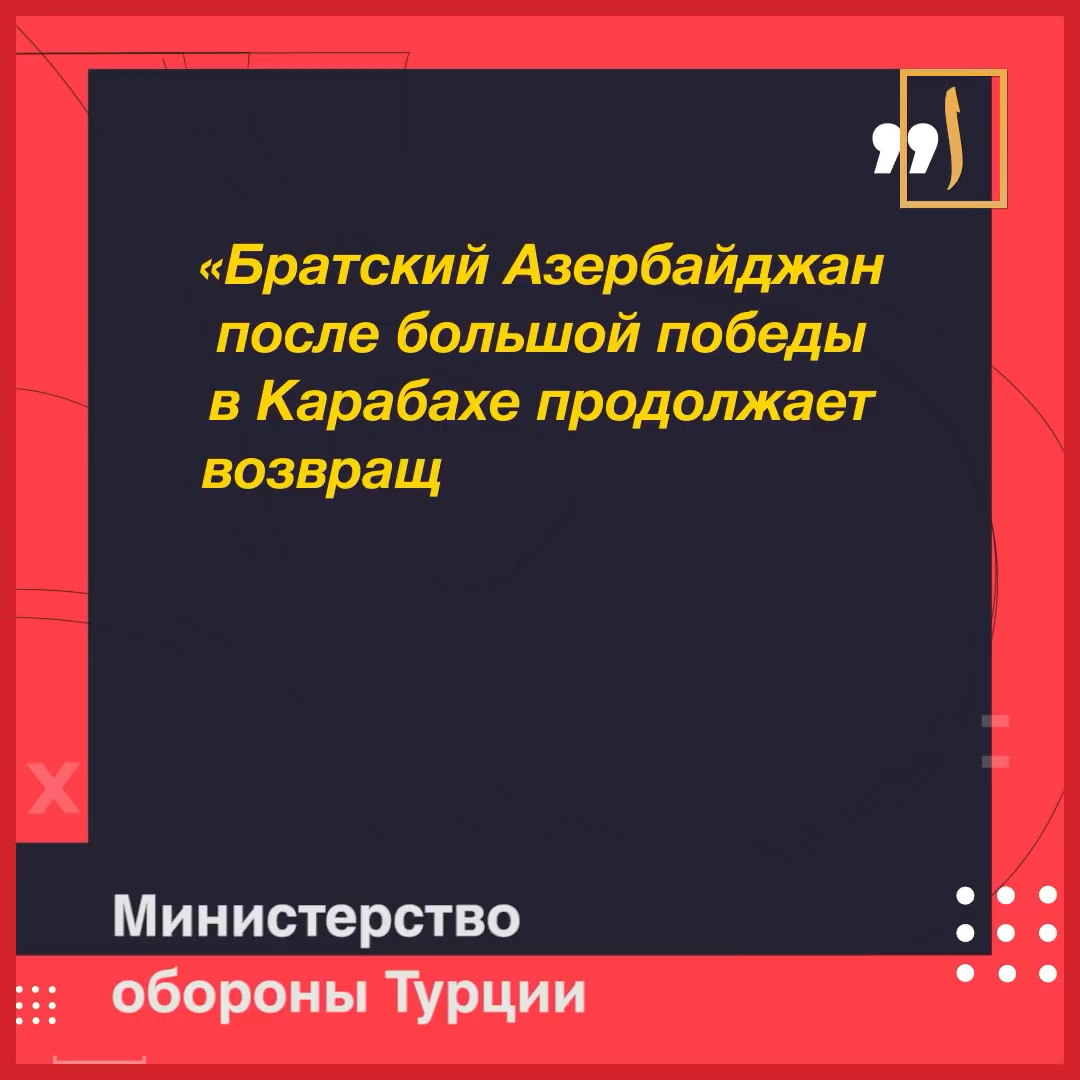 «Братский Азербайджан
после большой победы
в Карабахе продолжает
возвращ
Министерство
обороны Турции